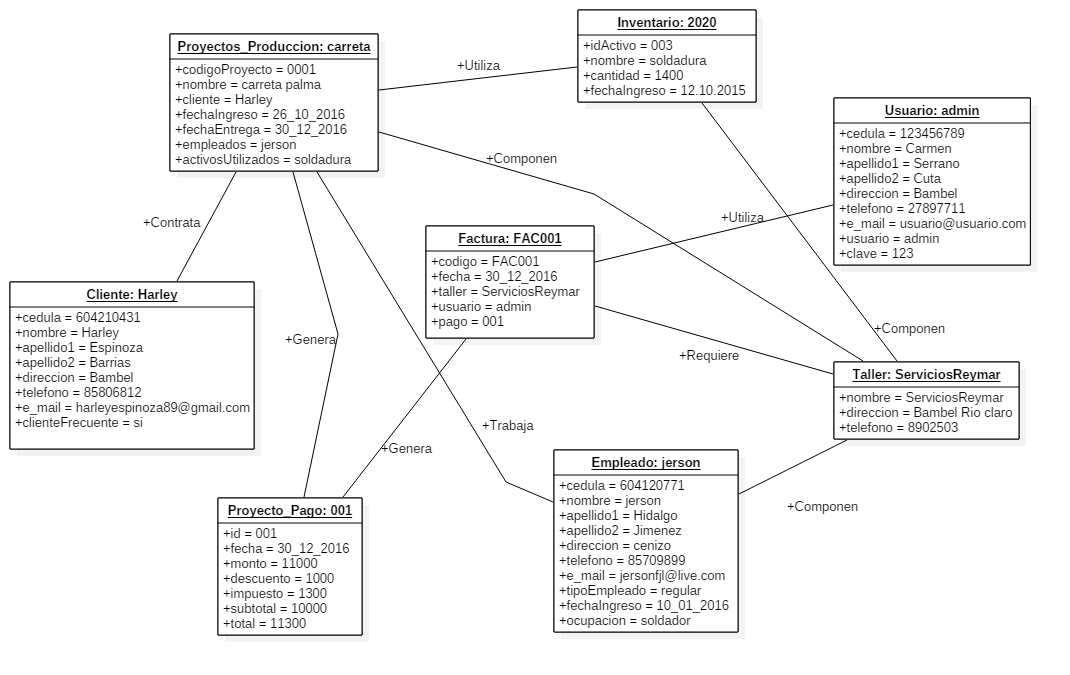 Proyectos_Produccion: carreta
+codigoProyecto = 0001
+nombre = carreta palma
+cliente = Harley
+fechaIngreso = 26_10_2016
+fechaEntrega = 30_12_2016
+empleados = jerson
+activosUtilizados = soldadura
+Utiliza
Inventario: 2020
+idActivo = 003
+nombre = soldadura
+cantidad = 1400
+fechaIngreso = 12.10.2015
+Componen
Usuario: admin
+cedula = 123456789
+nombre = Carmen
+apellido1 = Serrano
+apellido2 = Cuta
+direccion = Bambel
+telefono = 27897711
+e_mail = usuario@usuario.com
+usuario = admin
+clave = 123
+Contrata
+Utiliza
Factura: FAC001
+codigo = FAC001
+fecha = 30_12_2016
+taller = ServiciosReymar
+usuario = admin
+pago = 001
Cliente: Harley
+cedula = 604210431
+nombre = Harley
+apellido1 = Espinoza
+apellido2 = Barrias
+direccion = Bambel
+telefono = 85806812
+e_mail = harleyespinoza89@gmail.com
+clienteFrecuente = si
+Genera
+Componen
+Requiere
Taller: ServiciosReymar
+nombre = ServiciosReymar
+direccion = Bambel Rio claro
+telefono = 8902503
+Trabaja
+Genera
Empleado: jerson
+cedula = 604120771
+nombre = jerson
+apellido1 = Hidalgo
+apellido2 = Jimenez
+direccion = cenizo
+telefono = 85709899
+e_mail = jersonfjl@live.com
+tipoEmpleado = regular
+fechaIngreso = 10_01_2016
+ocupacion = soldador
+Componen
Proyecto_Pago: 001
+id = 001
+fecha = 30_12_2016
+monto = 11000
+descuento = 1000
+impuesto = 1300
+subtotal = 10000
+total = 11300